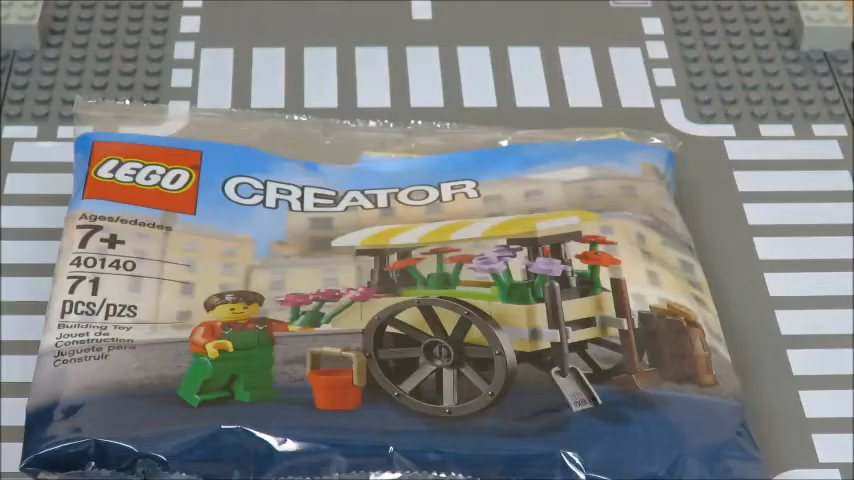 LEGO
CREATOR
Ages/edades
7+
40140
71
pcs/pzs
Building Toy
Jouet de
Construction
Juguete para
Construir